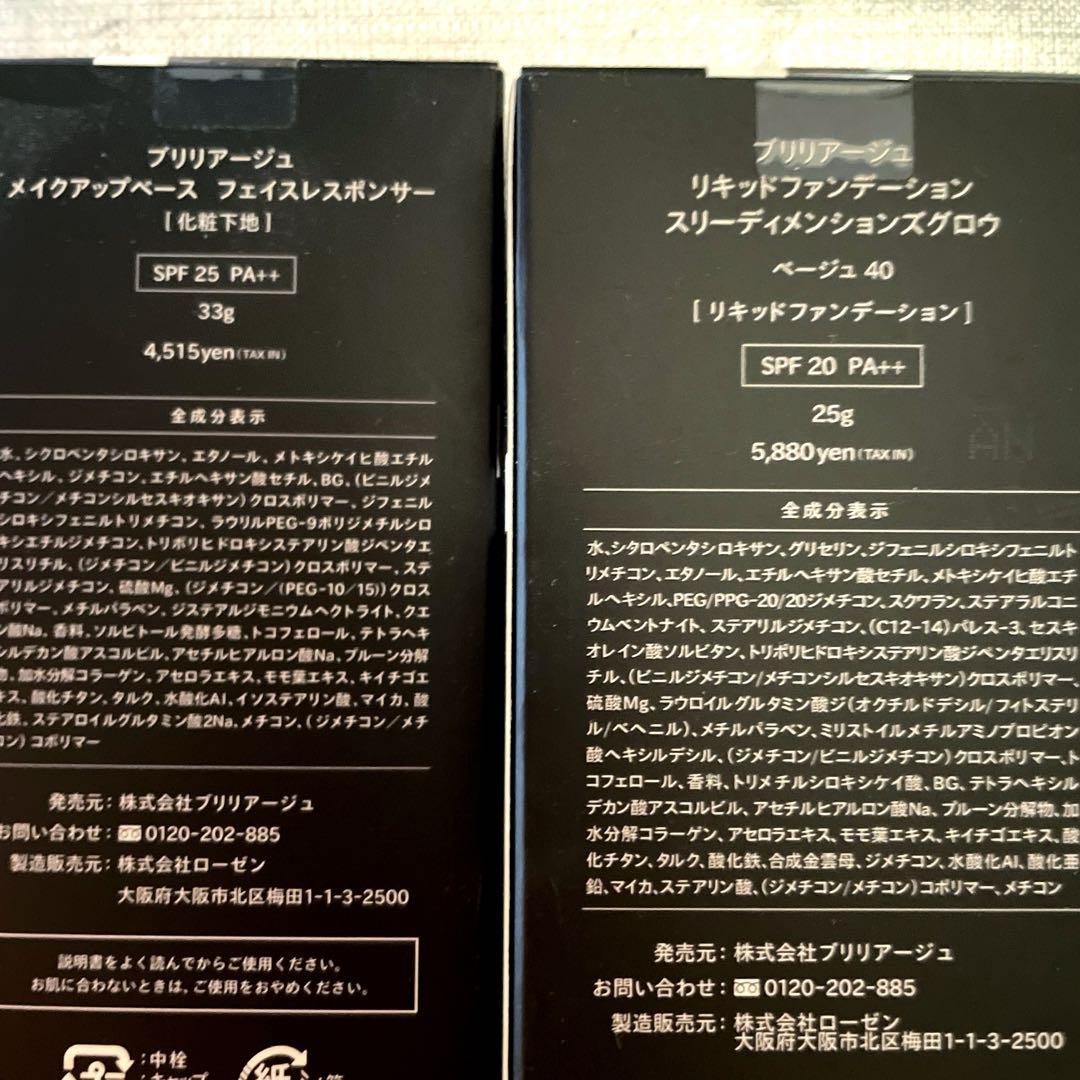 ブリリアージュ
メイクアップベース フェイスレスポンサー
[化粧下地]
SPF 25 PA++
33g
4,515yen(TAX IN)
全成分表示
水、シクロペンタシロキサン、エタノール、メトキシケイヒ酸エチル
ヘキシル、ジメチコン、エチルヘキサン酸セチル、BG、(ビニルジメ
チコン/メチコンシルセスキオキサン)クロスポリマー、ジフェニル
シロキシフェニルトリメチコン、ラウリルPEG-9ポリジメチルシロ
キシエチルジメチコン、トリポリヒドロキシステアリン酸ジペンタエ
リスリチル、(ジメチコン/ビニルジメチコン)クロスポリマー、ステ
アリルジメチコン、硫酸Mg、(ジメチコン/(PEG-10/15))クロス
ポリマー、メチルパラベン、ジステアルジモニウムヘクトライト、クエ
ン酸Na、香料、ソルビトール発酵多糖、トコフェロール、テトラヘキ
シルデカン酸アスコルビル、アセチルヒアルロン酸Na、プルーン分解
物、加水分解コラーゲン、アセロラエキス、モモ葉エキス、キイチゴエ
キス、酸化チタン、タルク、水酸化Al、イソステアリン酸、マイカ、酸
化鉄、ステアロイルグルタミン酸2Na、メチコン、(ジメチコン/メチ
コン)コポリマー
発売元:株式会社ブリリアージュ
お問い合わせ:0120-202-885
製造販売元:株式会社ローゼン
大阪府大阪市北区梅田1-1-3-2500
説明書をよく読んでからご使用ください。
お肌に合わないときは、ご使用をおやめください。
プ:中栓
:キャップ
紙
ブリリアージュ
リキッドファンデーション
スリーディメンションズグロウ
ベージュ 40
[リキッドファンデーション]
SPF 20 PA++
25g
5,880yen(TAX IN)
AN
全成分表示
水、シクロペンタシロキサン、グリセリン、ジフェニルシロキシフェニルト
リメチコン、エタノール、エチルヘキサン酸セチル、メトキシケイヒ酸エチ
ルヘキシル、PEG/PPG-20/20ジメチコン、スクワラン、ステアラルコニ
ウムベントナイト、ステアリルジメチコン、(C12-14)パレス-3、セスキ
オレイン酸ソルビタン、トリポリヒドロキシステアリン酸ジペンタエリスリ
チル、(ビニルジメチコン/メチコンシルセスキオキサン)クロスポリマー、
硫酸Mg、ラウロイルグルタミン酸ジ(オクチルドデシル/フィトステリ
ル/ベヘニル)、メチルパラベン、ミリストイルメチルアミノプロピオン
酸ヘキシルデシル、(ジメチコン/ビニルジメチコン)クロスポリマー、ト
コフェロール、香料、トリメチルシロキシケイ酸、BG、テトラヘキシル
デカン酸アスコルビル、アセチルヒアルロン酸Na、プルーン分解物、加
水分解コラーゲン、アセロラエキス、モモ葉エキス、キイチゴエキス、酸
化チタン、タルク、酸化鉄、合成金雲母、ジメチコン、水酸化Al、酸化亜
鉛、マイカ、ステアリン酸、(ジメチコン/メチコン)コポリマー、メチコン
発売元:株式会社ブリリアージュ
お問い合わせ:0120-202-885
製造販売元:株式会社ローゼン
大阪府大阪市北区梅田1-1-3-2500